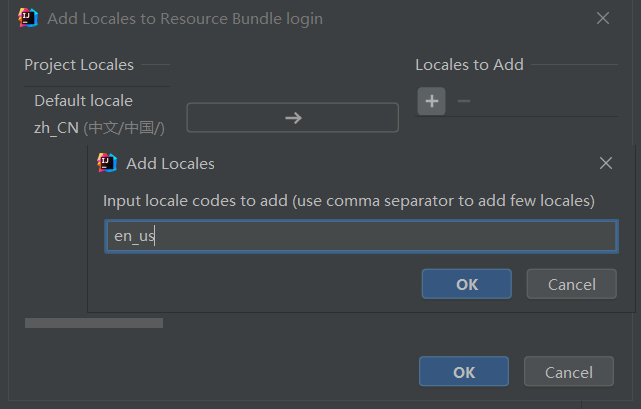 Add Locales to Resource Bundle login
Project Locales
Locales to Add
Default locale
zh_CN (中文/中国/)
Add Locales
Input locale codes to add (use comma separator to add few locales)
en_us
OK
Cancel
OK
Cancel